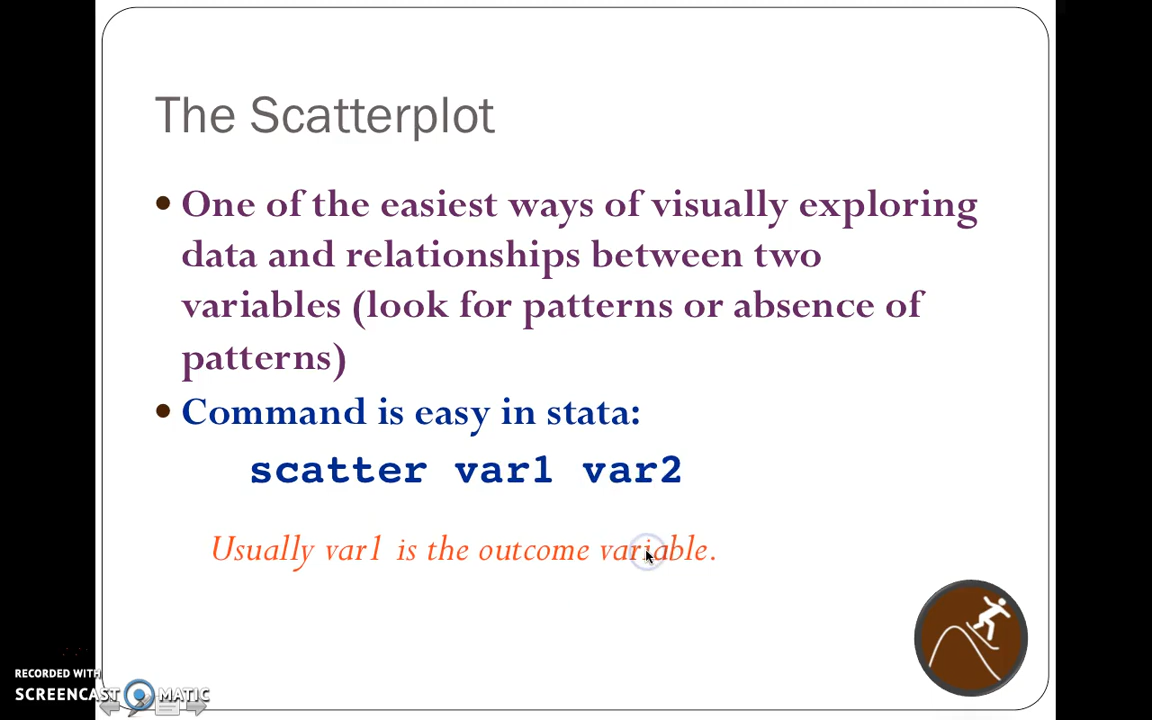 The Scatterplot
• One of the easiest ways of visually exploring
data and relationships between two
variables (look for patterns or absence of
patterns)
• Command is easy in stata:
scatter var1 var2
Usually var1 is the outcome variable.
RECORDED WITH
SCREENCAST MATIC